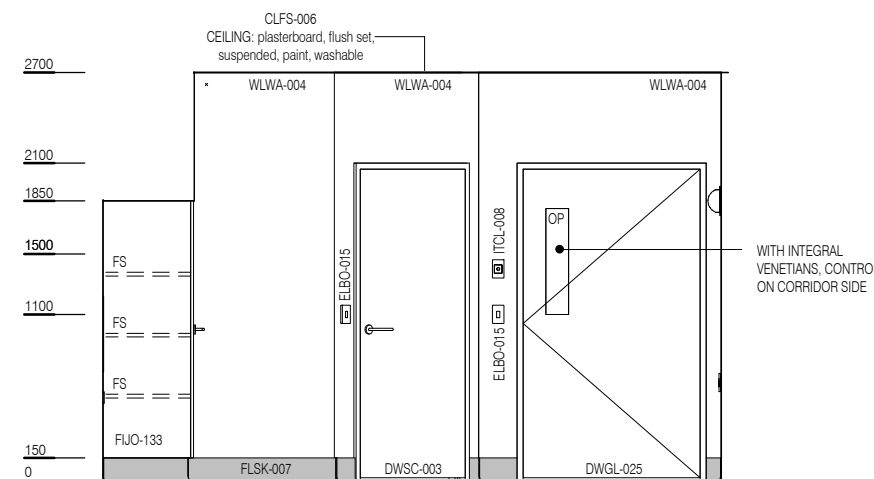 CLFS-006
CEILING: plasterboard, flush set,
suspended, paint, washable
2700
WLWA-004
WLWA-004
WLWA-004
2100
1850
1500
1100
150
0
FS
FS
FS
FIJO-133
FLSK-007
ELBO-015
DWSC-003
ITCL-008
ELBO-015
OP
DWGL-025
WITH INTEGRAL
VENETIANS, CONTRO
ON CORRIDOR SIDE